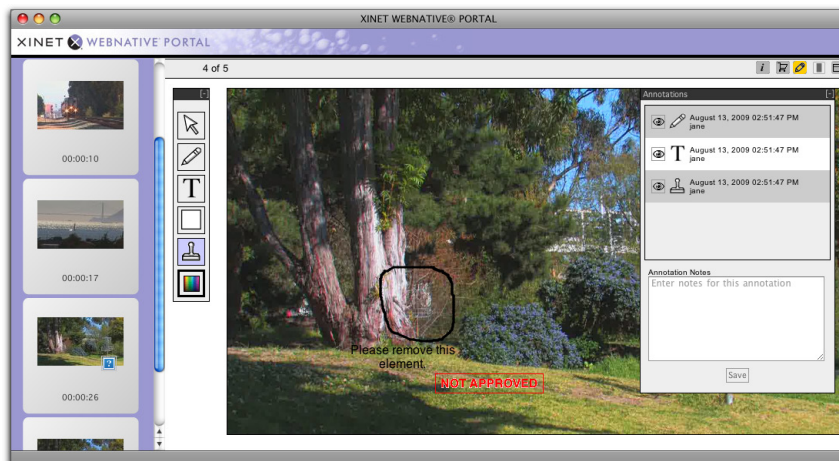 XINET WEBNATIVE® PORTAL
XINET X WEBNATIVE® PORTAL
4 of 5
i
[-]
T
00:00:10
00:00:17
?
00:00:26
Please remove this
element.
NOT APPROVED
Annotations
[-]
August 13, 2009 02:51:47 PM
jane
T
August 13, 2009 02:51:47 PM
jane
August 13, 2009 02:51:47 PM
jane
Annotation Notes
Enter notes for this annotation
Save